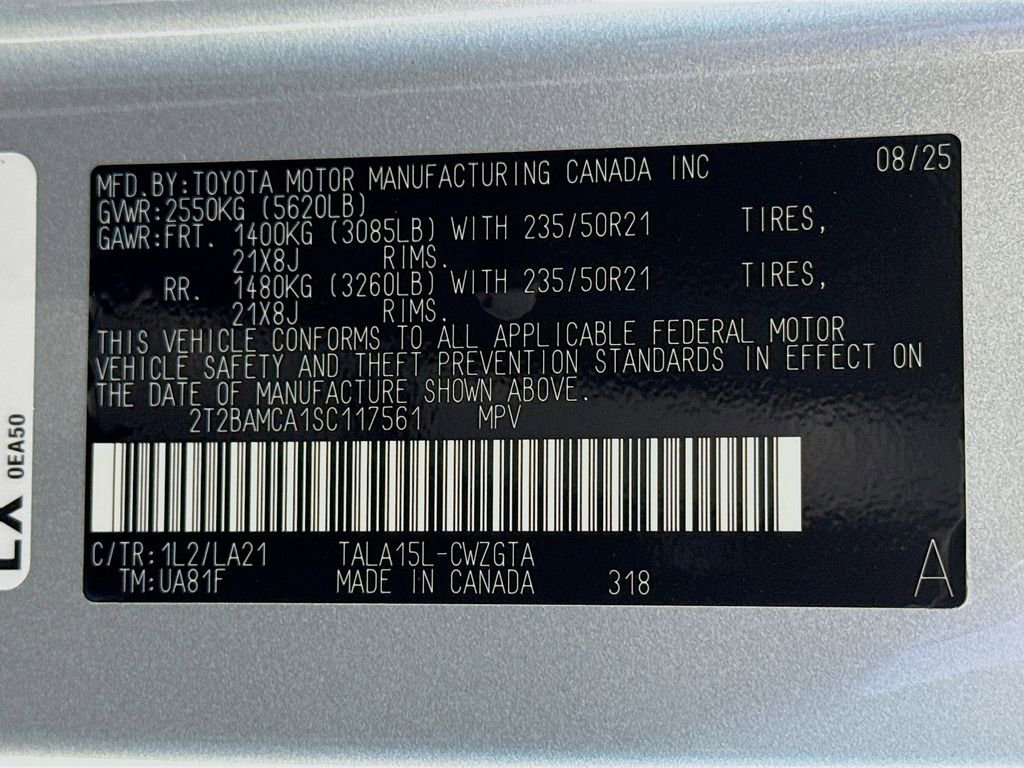 MFD.BY:TOYOTA MOTOR MANUFACTURING CANADA INC 08/25
GVWR:2550KG (5620LB)
GAWR:FRT. 1400KG (3085LB) WITH 235/50R21 TIRES,
21X8J RIMS.
RR. 1480KG (3260LB) WITH 235/50R21 TIRES,
21X8J RIMS.
THIS VEHICLE CONFORMS TO ALL APPLICABLE FEDERAL MOTOR
VEHICLE SAFETY AND THEFT PREVENTION STANDARDS IN EFFECT ON
THE DATE OF MANUFACTURE SHOWN ABOVE.
2T2BAMCA1SC117561 MPV
C/TR:1L2/LA21 TALA15L-CWZGTA
TM:UA81F MADE IN CANADA 318 A
0EA50